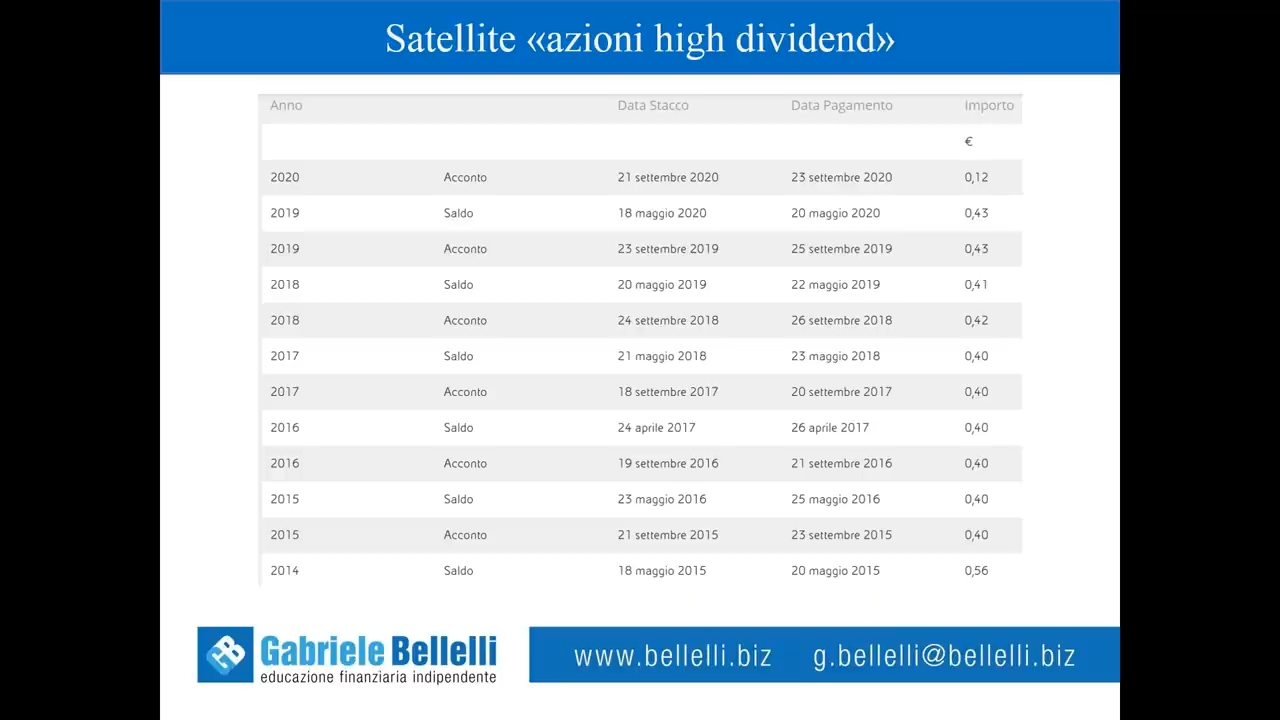 Satellite «azioni high dividend»
Anno Data Stacco Data Pagamento Importo
€
2020 Acconto 21 settembre 2020 23 settembre 2020 0,12
2019 Saldo 18 maggio 2020 20 maggio 2020 0,43
2019 Acconto 23 settembre 2019 25 settembre 2019 0,43
2018 Saldo 20 maggio 2019 22 maggio 2019 0,41
2018 Acconto 24 settembre 2018 26 settembre 2018 0,42
2017 Saldo 21 maggio 2018 23 maggio 2018 0,40
2017 Acconto 18 settembre 2017 20 settembre 2017 0,40
2016 Saldo 24 aprile 2017 26 aprile 2017 0,40
2016 Acconto 19 settembre 2016 21 settembre 2016 0,40
2015 Saldo 23 maggio 2016 25 maggio 2016 0,40
2015 Acconto 21 settembre 2015 23 settembre 2015 0,40
2014 Saldo 18 maggio 2015 20 maggio 2015 0,56
GB Gabriele Bellelli
educazione finanziaria indipendente
www.bellelli.biz g.bellelli@bellelli.biz